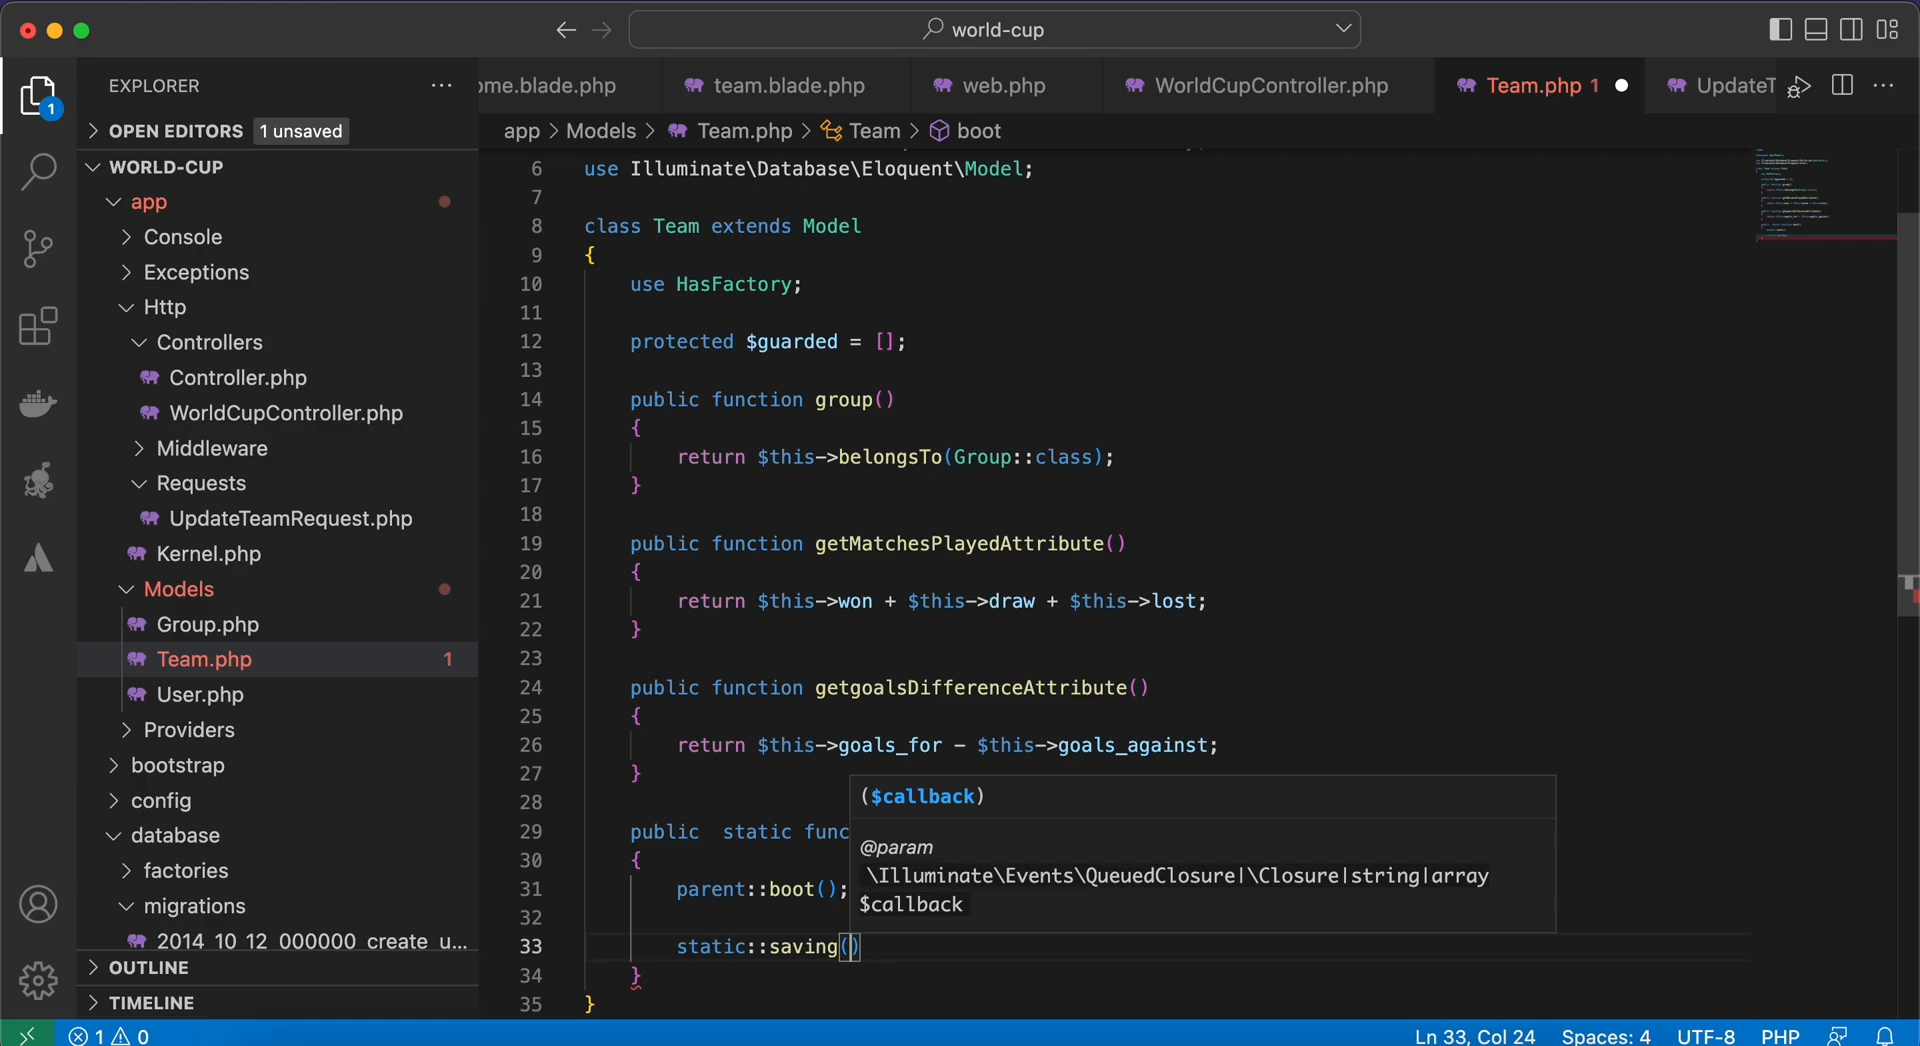 world-cup
1
EXPLORER
ome.blade.php
team.blade.php
web.php
WorldCupController.php
Team.php 1
UpdateT
OPEN EDITORS 1 unsaved
app > Models > Team.php > Team > boot
WORLD-CUP
app
Console
Exceptions
Http
Controllers
Controller.php
WorldCupController.php
Middleware
Requests
UpdateTeamRequest.php
Kernel.php
Models
Group.php
Team.php 1
User.php
Providers
bootstrap
config
database
factories
migrations
2014_10_12_000000_create_u...
OUTLINE
TIMELINE
6 use Illuminate\Database\Eloquent\Model;
7
8 class Team extends Model
9 {
10 use HasFactory;
11
12 protected $guarded = [];
13
14 public function group()
15 {
16 return $this->belongsTo(Group::class);
17 }
18
19 public function getMatchesPlayedAttribute()
20 {
21 return $this->won + $this->draw + $this->lost;
22 }
23
24 public function getgoalsDifferenceAttribute()
25 {
26 return $this->goals_for - $this->goals_against;
27 }
28
29 public  static func
30 {
31 parent::boot();
32
33 static::saving()
34 }
35 }
($callback)
@param
\Illuminate\Events\QueuedClosure|\Closure|string|array
$callback
1 0
Ln 33, Col 24 Spaces: 4 UTF-8 PHP